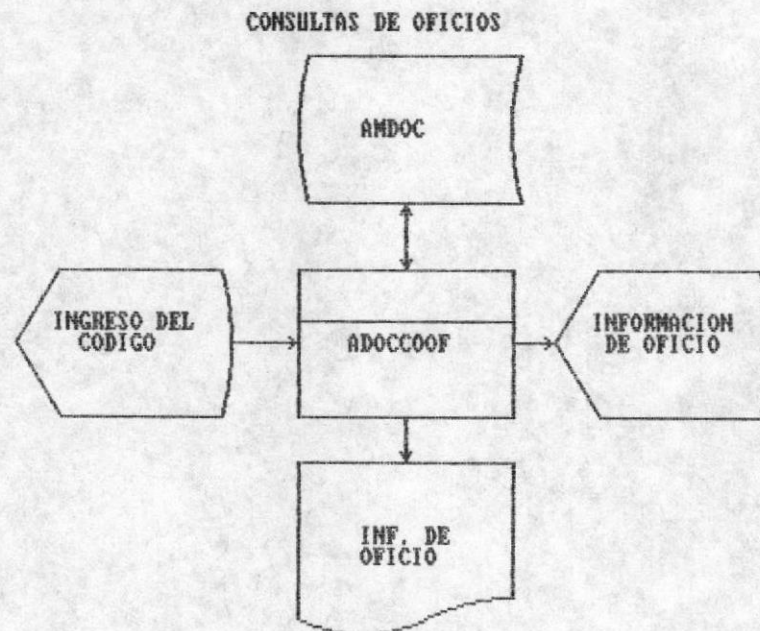 CONSULTAS DE OFICIOS
AMDOC
INGRESO DEL
CODIGO
ADOCCOOF
INFORMACION
DE OFICIO
INF. DE
OFICIO